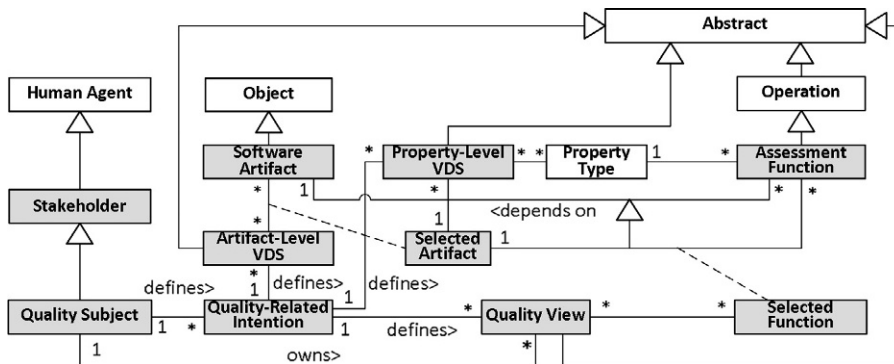 Abstract
Human Agent
Object
Operation
Software
Artifact
*
Property-Level
VDS
*
*
Property
Type
1
*
Assessment
Function
*
1
*
*
*
Stakeholder
<depends on
*
1
Artifact-Level
VDS
Selected
Artifact
1
*
defines>
1
defines>
1
defines>
Quality Subject
1
*
Quality-Related
Intention
1
defines>
*
Quality View
*
*
Selected
Function
1
owns>
*